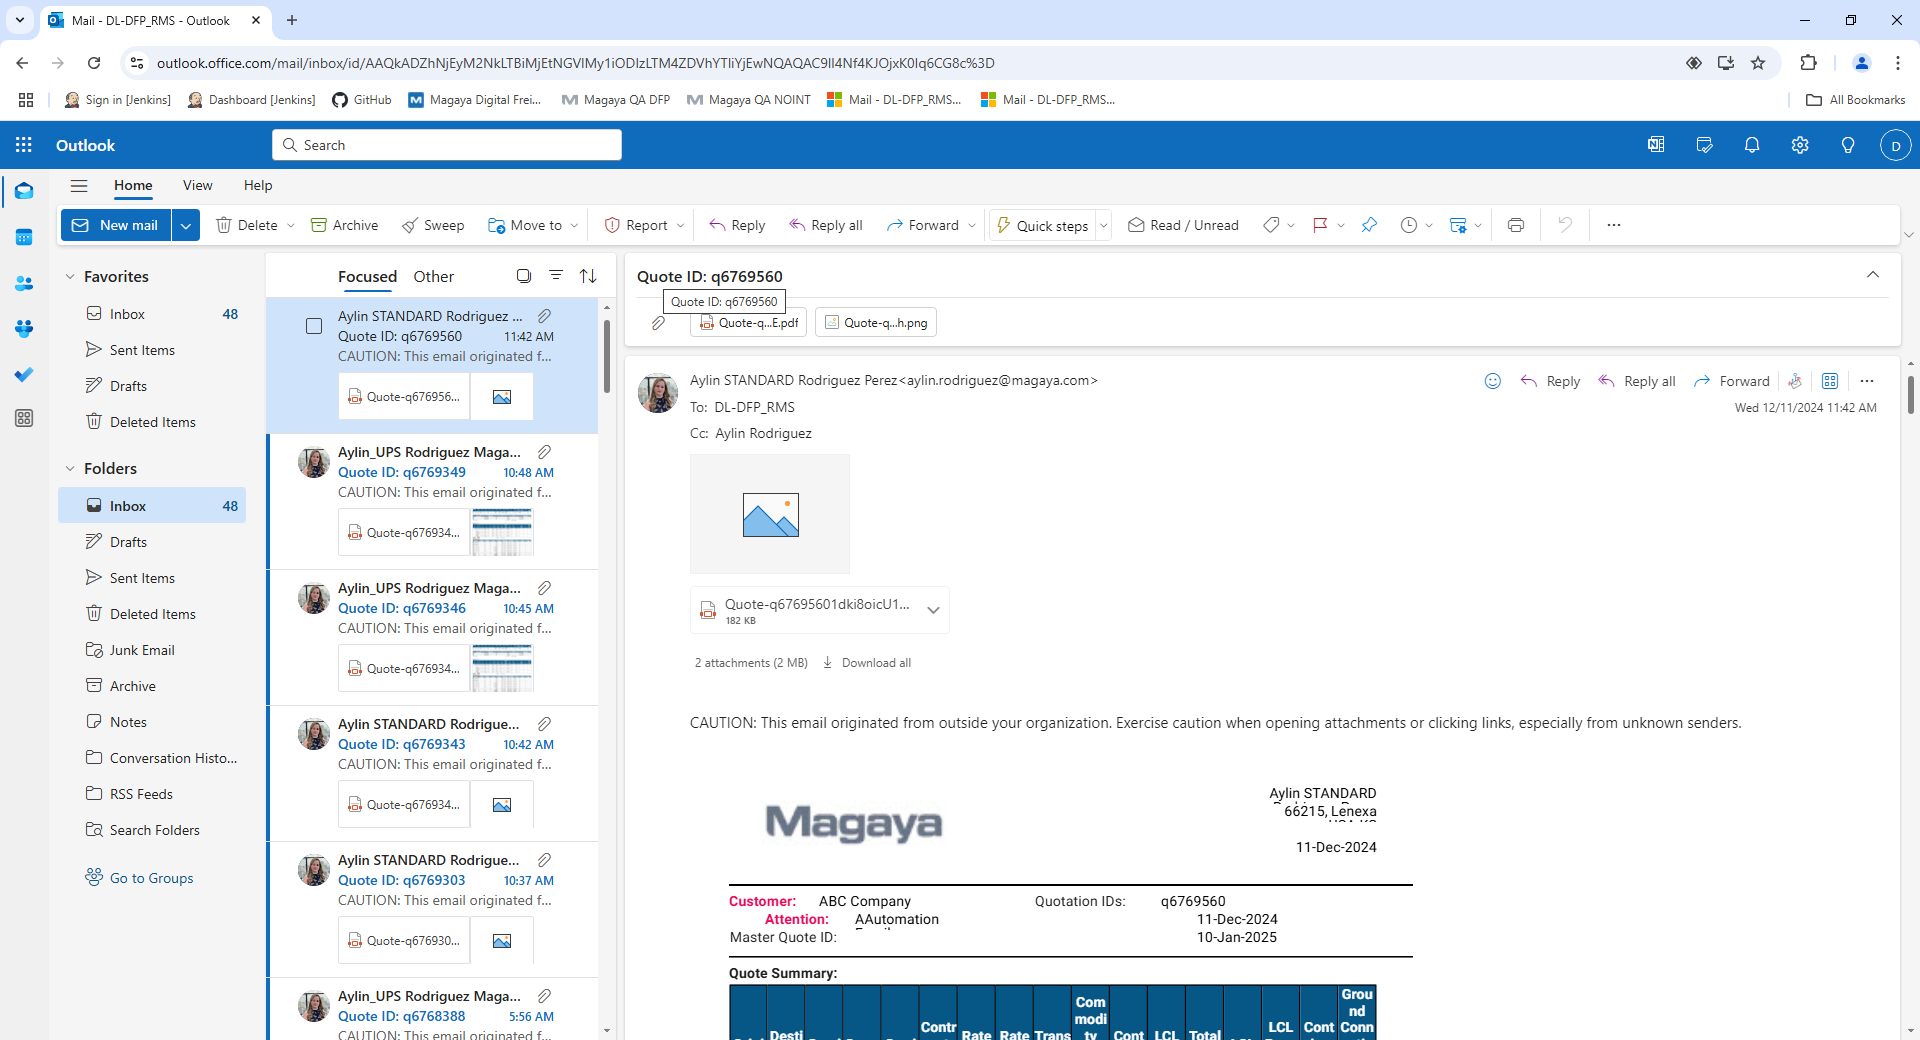 Mail - DL-DFP_RMS - Outlook
outlook.office.com/mail/inbox/id/AAQkADZhNjEyM2NkLTBiMjEtNGVlMy1iODIzLTM4ZDVhYTliYjEwNQAQAC9Il4Nf4KJOjxK0Iq6CG8c%3D
Sign in [Jenkins]
Dashboard [Jenkins]
GitHub
Magaya Digital Frei...
Magaya QA DFP
Magaya QA NOINT
Mail - DL-DFP_RMS...
Mail - DL-DFP_RMS...
All Bookmarks
Outlook
Search
D
Home
View
Help
New mail
Delete
Archive
Sweep
Move to
Report
Reply
Reply all
Forward
Quick steps
Read / Unread
Favorites
Inbox 48
Sent Items
Drafts
Deleted Items
Folders
Inbox 48
Drafts
Sent Items
Deleted Items
Junk Email
Archive
Notes
Conversation Histo...
RSS Feeds
Search Folders
Go to Groups
Focused
Other
Aylin STANDARD Rodriguez ...
Quote ID: q6769560 11:42 AM
CAUTION: This email originated f...
Quote-q676956...
Aylin_UPS Rodriguez Maga...
Quote ID: q6769349 10:48 AM
CAUTION: This email originated f...
Quote-q676934...
Aylin_UPS Rodriguez Maga...
Quote ID: q6769346 10:45 AM
CAUTION: This email originated f...
Quote-q676934...
Aylin STANDARD Rodrigue...
Quote ID: q6769343 10:42 AM
CAUTION: This email originated f...
Quote-q676934...
Aylin STANDARD Rodrigue...
Quote ID: q6769303 10:37 AM
CAUTION: This email originated f...
Quote-q676930...
Aylin_UPS Rodriguez Maga...
Quote ID: q6768388 5:56 AM
CAUTION: This email originated f...
Quote ID: q6769560
Quote ID: q6769560
Quote-q...E.pdf
Quote-q...h.png
Aylin STANDARD Rodriguez Perez<aylin.rodriguez@magaya.com>
Reply
Reply all
Forward
To: DL-DFP_RMS
Wed 12/11/2024 11:42 AM
Cc: Aylin Rodriguez
Quote-q67695601dki8oicU1...
182 KB
2 attachments (2 MB)
Download all
CAUTION: This email originated from outside your organization. Exercise caution when opening attachments or clicking links, especially from unknown senders.
Magaya
Aylin STANDARD
66215, Lenexa
11-Dec-2024
Customer: ABC Company Quotation IDs: q6769560
Attention: AAutomation 11-Dec-2024
Master Quote ID: 10-Jan-2025
Quote Summary:
Desti
Contr
Rate
Rate
Trans
Com
modi
ty
Cont
LCL
Total
LCL
Cont
Grou
nd
Conn